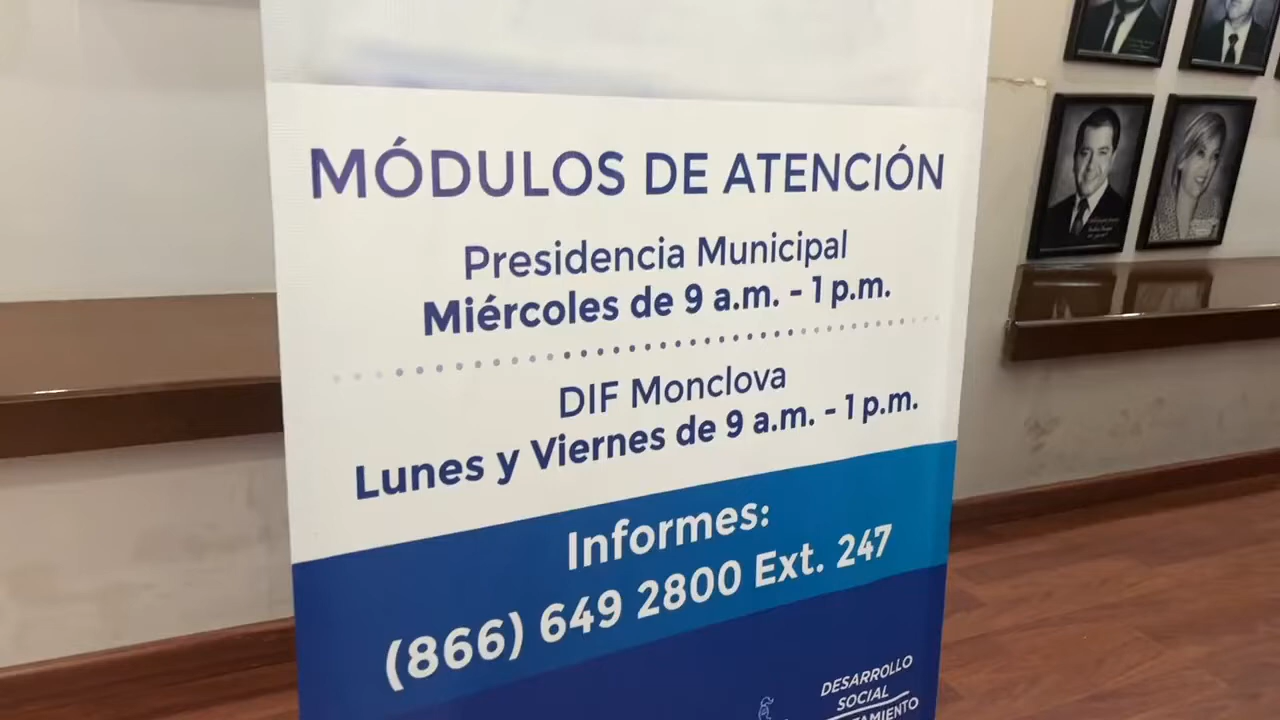 MÓDULOS DE ATENCIÓN
Presidencia Municipal
Miércoles de 9 a.m. - 1 p.m.
DIF Monclova
Lunes y Viernes de 9 a.m. - 1 p.m.
Informes:
(866) 649 2800 Ext. 247
DESARROLLO
SOCIAL